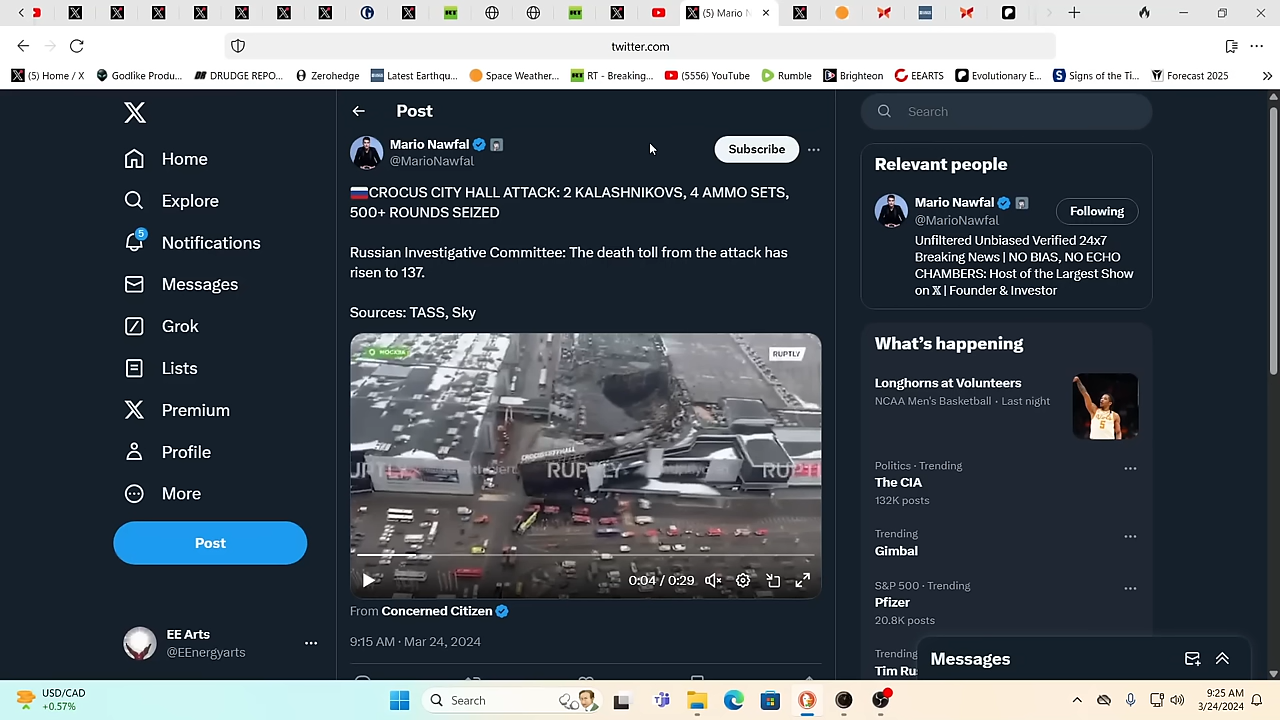 (5) Mario N
twitter.com
(5) Home / X
Godlike Produ...
DRUDGE REPO...
Zerohedge
Latest Earthqu...
Space Weather...
RT - Breaking...
(5556) YouTube
Rumble
Brighteon
EEARTS
Evolutionary E...
Signs of the Ti...
Forecast 2025
Home
Explore
5
Notifications
Messages
Grok
Lists
Premium
Profile
More
Post
EE Arts
@EEnergyarts
Post
Mario Nawfal
@MarioNawfal
Subscribe
CROCUS CITY HALL ATTACK: 2 KALASHNIKOVS, 4 AMMO SETS,
500+ ROUNDS SEIZED
Russian Investigative Committee: The death toll from the attack has
risen to 137.
Sources: TASS, Sky
МОСКВА
RUPTLY
UPTLY RUPTLY RUPTL
0:04 / 0:29
From Concerned Citizen
9:15 AM · Mar 24, 2024
Search
Relevant people
Mario Nawfal
@MarioNawfal
Following
Unfiltered Unbiased Verified 24x7
Breaking News | NO BIAS, NO ECHO
CHAMBERS: Host of the Largest Show
on 𝕏 | Founder & Investor
What's happening
Longhorns at Volunteers
NCAA Men's Basketball · Last night
Politics · Trending
The CIA
132K posts
Trending
Gimbal
S&P 500 · Trending
Pfizer
20.8K posts
Trending
Tim Ru
Messages
USD/CAD
+0.57%
Search
9:25 AM
3/24/2024